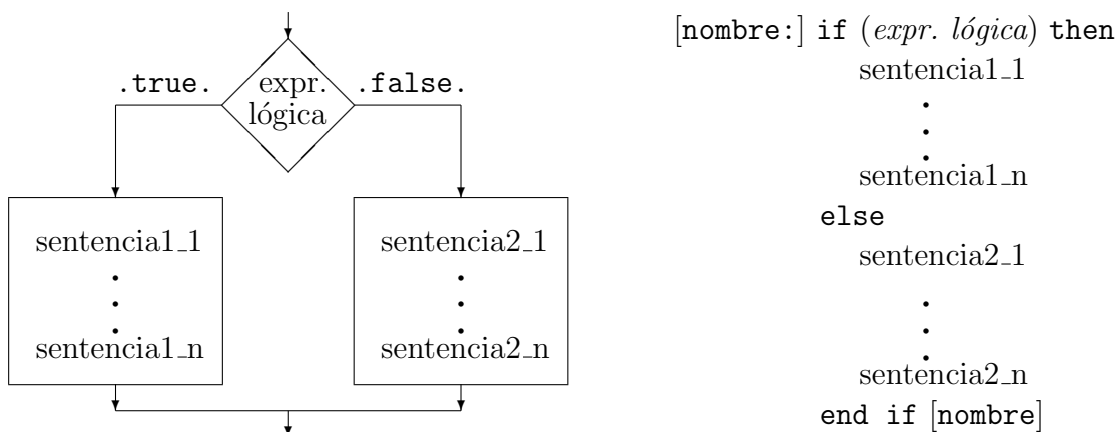 .true.
expr.
lógica
.false.
sentencia1_1
.
.
.
sentencia1_n
sentencia2_1
.
.
.
sentencia2_n
[nombre:] if (expr. lógica) then
sentencia1_1
.
.
.
sentencia1_n
else
sentencia2_1
.
.
.
sentencia2_n
end if [nombre]